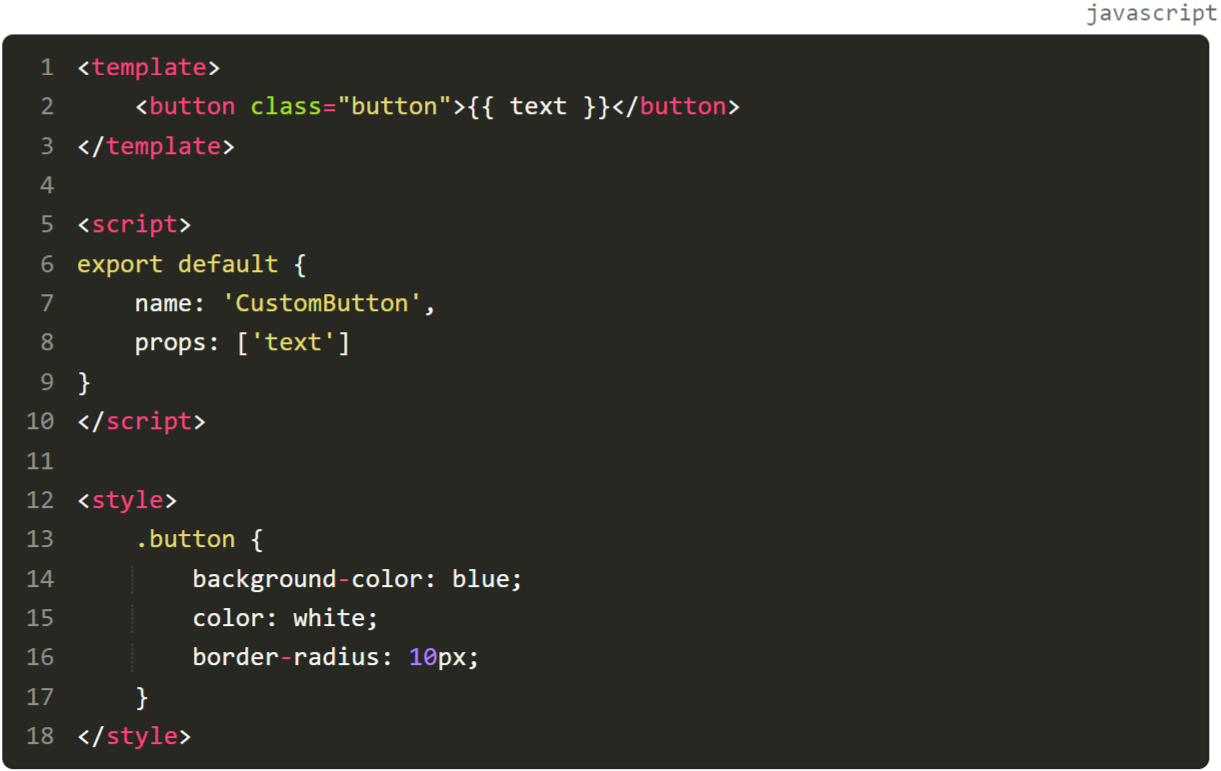 javascript
1 <template>
2     <button class="button">{{ text }}</button>
3 </template>
4
5 <script>
6 export default {
7     name: 'CustomButton',
8     props: ['text']
9 }
10 </script>
11
12 <style>
13     .button {
14         background-color: blue;
15         color: white;
16         border-radius: 10px;
17     }
18 </style>